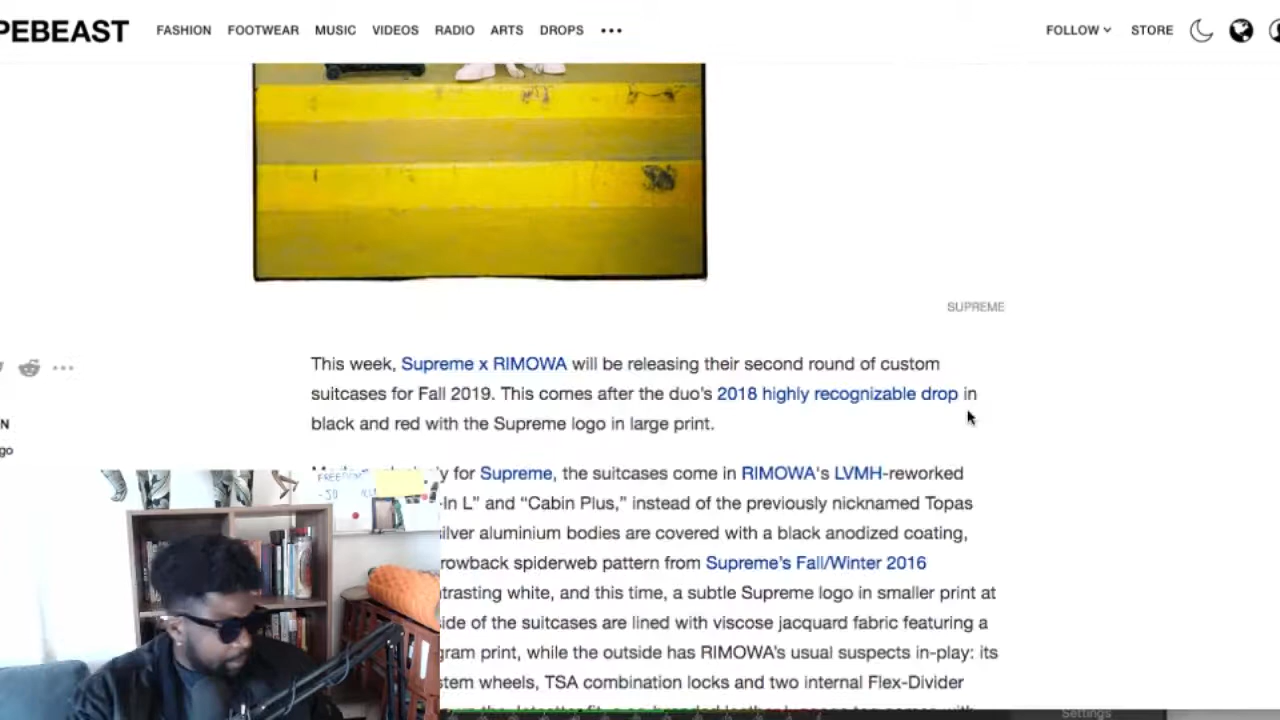 PEBEAST FASHION FOOTWEAR MUSIC VIDEOS RADIO ARTS DROPS ••• FOLLOW STORE
SUPREME
This week, Supreme x RIMOWA will be releasing their second round of custom
suitcases for Fall 2019. This comes after the duo's 2018 highly recognizable drop in
black and red with the Supreme logo in large print.
N
go
y for Supreme, the suitcases come in RIMOWA's LVMH-reworked
-In L” and “Cabin Plus,” instead of the previously nicknamed Topas
ilver aluminium bodies are covered with a black anodized coating,
rowback spiderweb pattern from Supreme's Fall/Winter 2016
trasting white, and this time, a subtle Supreme logo in smaller print at
ide of the suitcases are lined with viscose jacquard fabric featuring a
gram print, while the outside has RIMOWA's usual suspects in-play: its
stem wheels, TSA combination locks and two internal Flex-Divider
FREEDOM
Settings